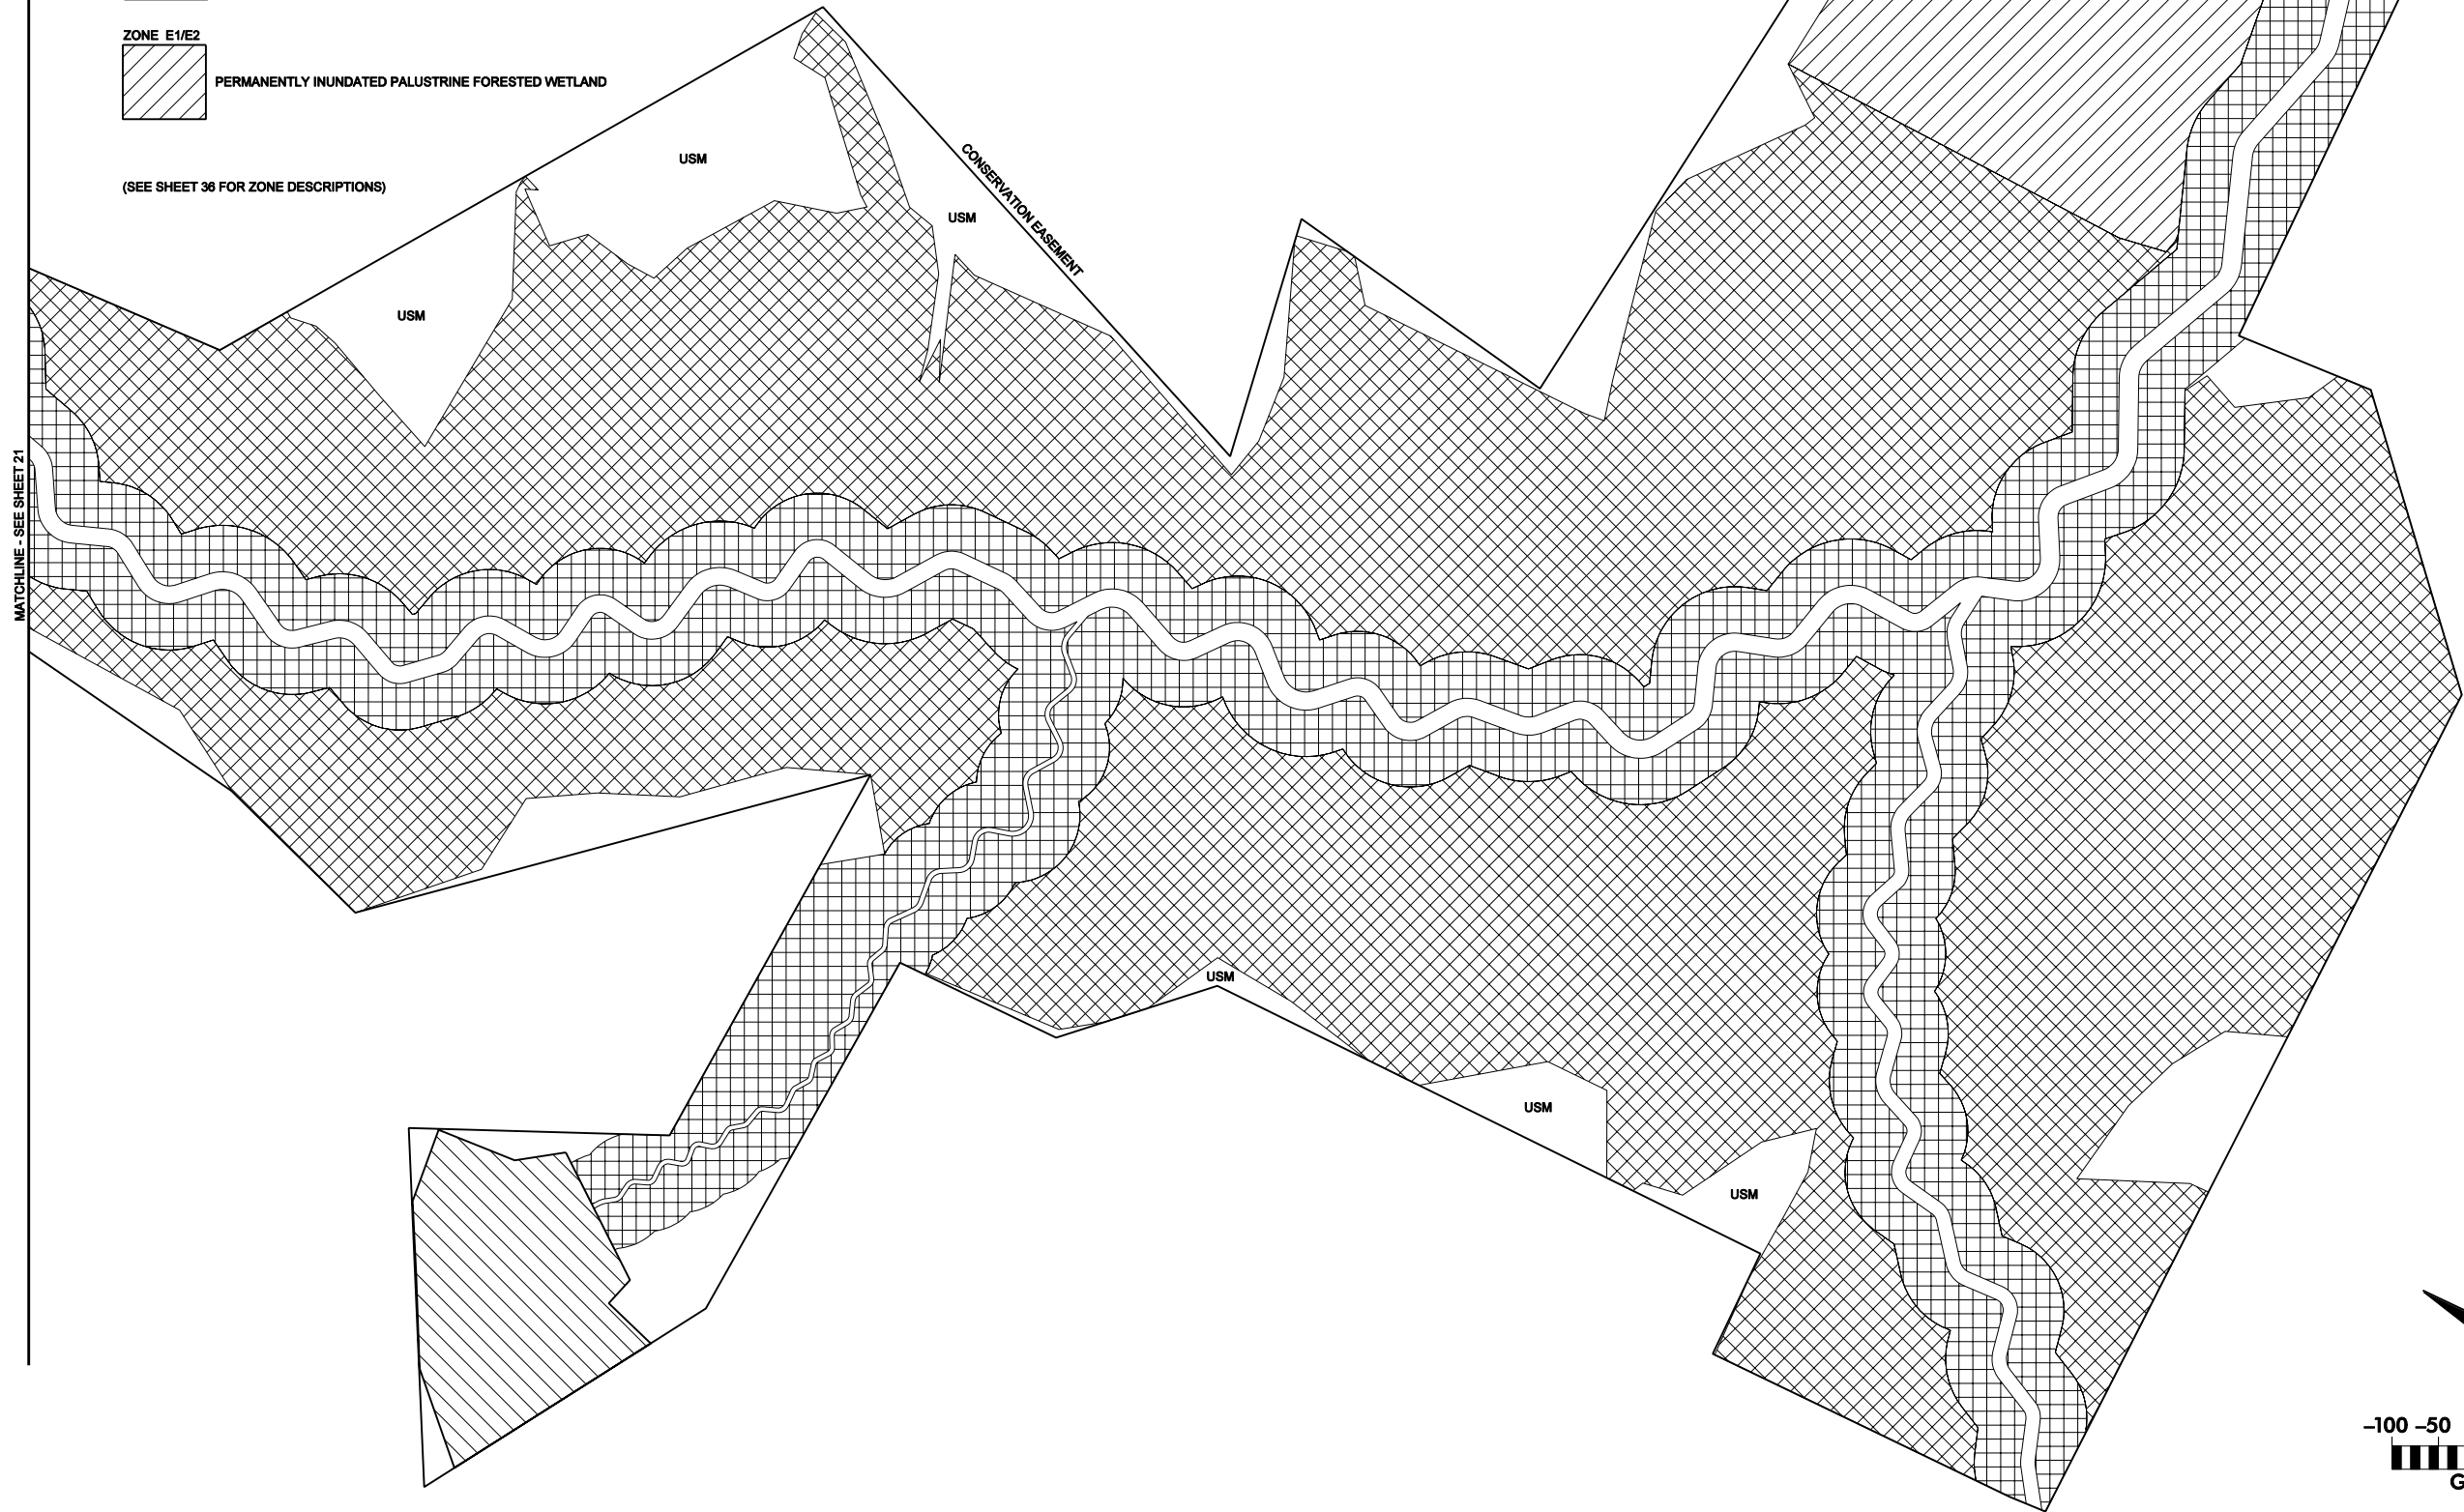 ZONE E1/E2
PERMANENTLY INUNDATED PALUSTRINE FORESTED WETLAND
(SEE SHEET 36 FOR ZONE DESCRIPTIONS)
USM
USM
USM
CONSERVATION EASEMENT
MATCHLINE - SEE SHEET 21
USM
USM
USM
-100 -50
G